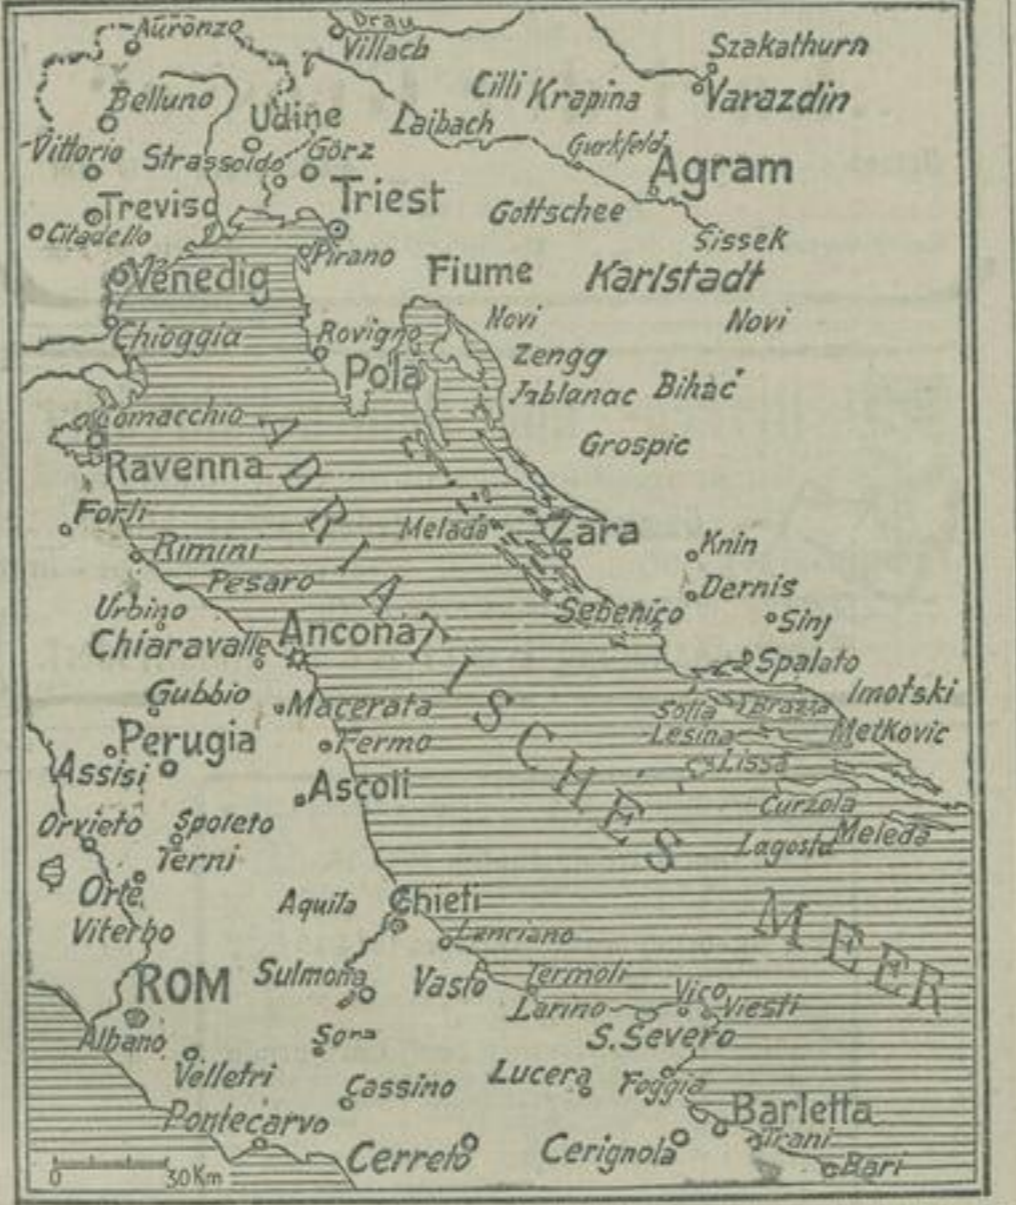 Drau
Auronzo
Villach
Szakathurn
Cilli
Krapina
Varazdin
Belluno
Udine
Laibach
Gurkfeld
Vittorio
Strassoldo
Görz
Agram
Treviso
Triest
Gottschee
Citadello
Pirano
Sissek
Venedig
Fiume
Karlstadt
Chioggia
Rovigno
Novi
Novi
Zengg
Pola
Jablanac
Bihać
Comacchio
Grospic
Ravenna
Forli
Melada
Zara
Rimini
Knin
Pesaro
Dernis
Urbino
Sebenico
Sinj
Chiaravalle
Ancona
Spalato
Gubbio
Imotski
Macerata
Solta
Brazza
Perugia
Fermo
Lesina
Metkovic
Assisi
Lissa
Ascoli
Curzola
Orvieto
Spoleto
Meleda
Terni
Lagosta
ADRIATISCHES MEER
Orte
Aquila
Chieti
Viterbo
Lanciano
ROM
Sulmona
Vasto
Termoli
Larino
Vico
Viesti
Albano
Sora
S. Severo
Velletri
Cassino
Lucera
Foggia
Pontecarvo
Barletta
Trani
Cerreto
Cerignola
Bari
0 30 Km